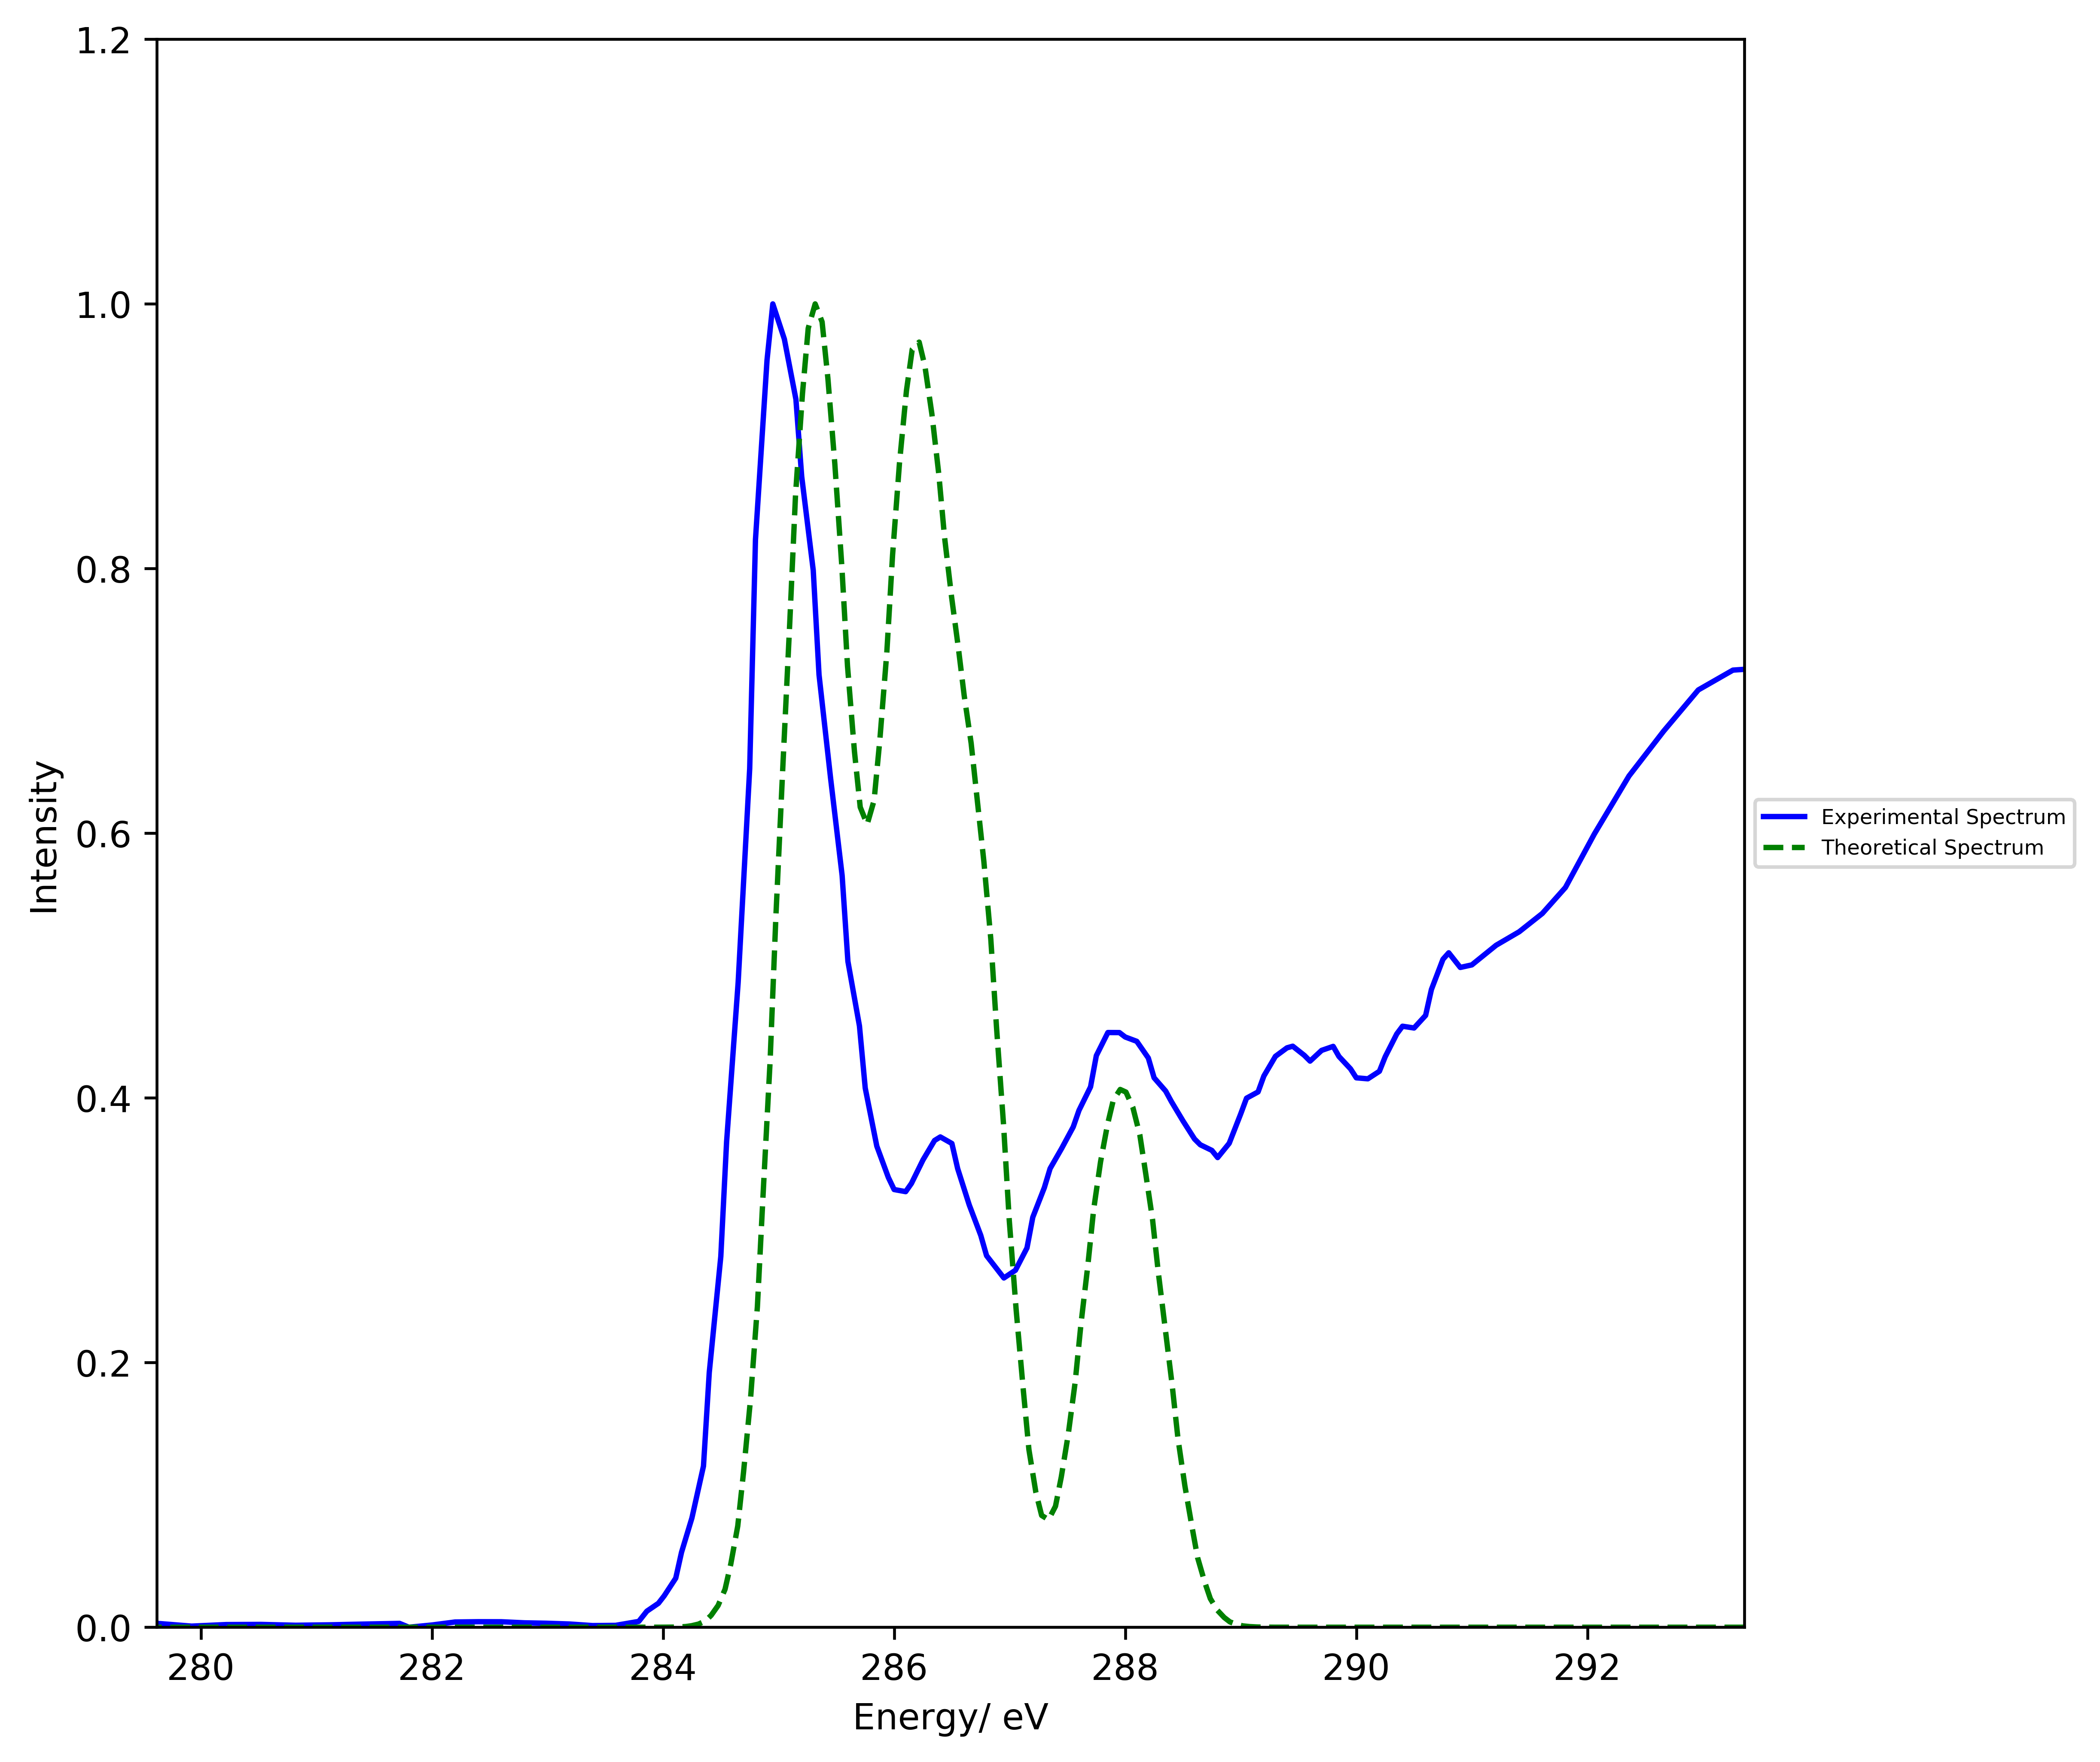 1.2
1.0
0.8
0.6
0.4
0.2
0.0
Intensity
280 282 284 286 288 290 292
Energy/ eV
Experimental Spectrum
Theoretical Spectrum